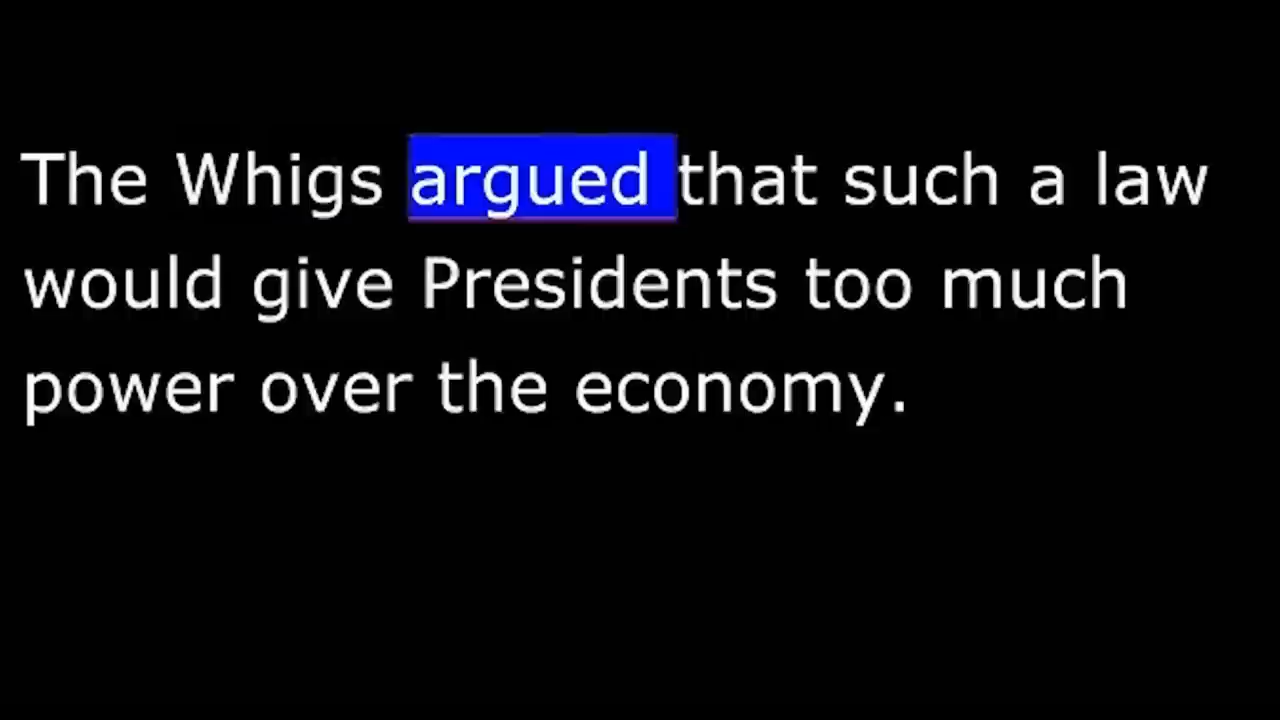 The Whigs argued that such a law
would give Presidents too much
power over the economy.